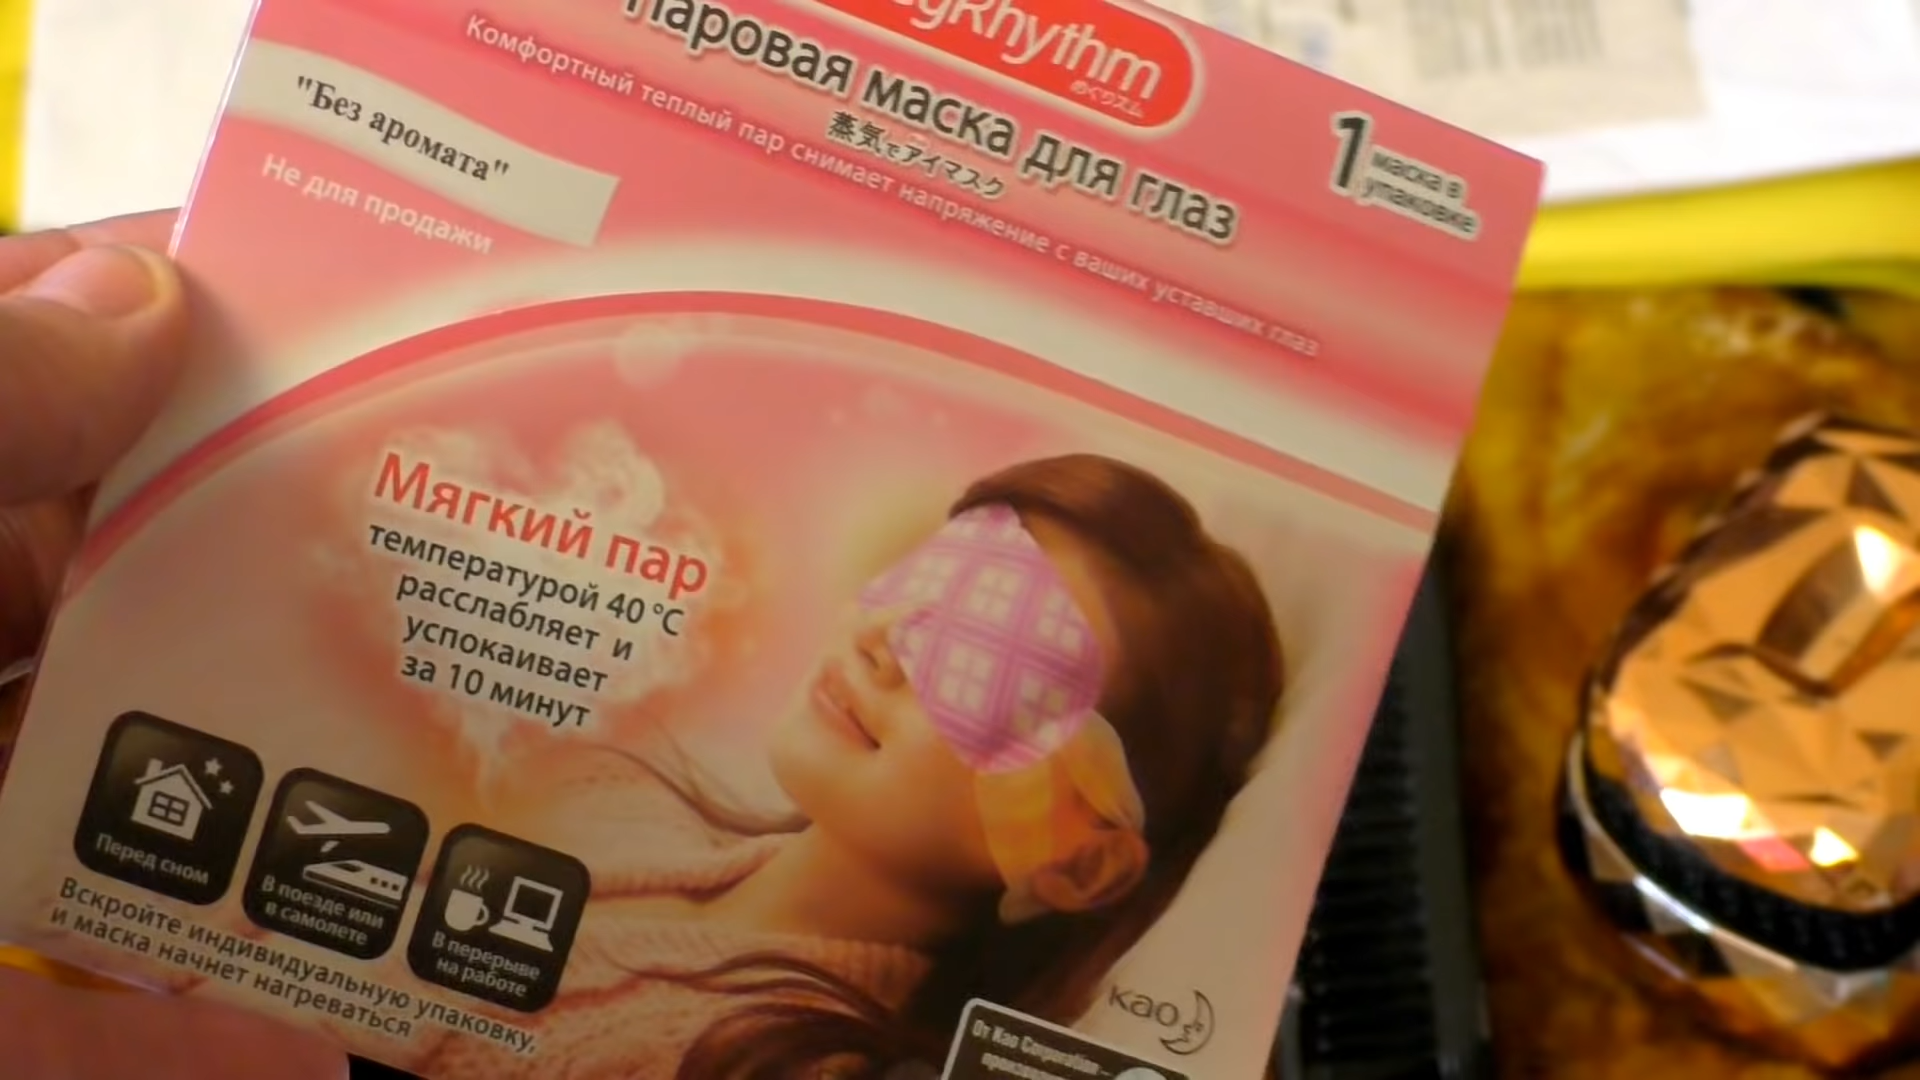 Паровая маска для глаз
めぐりズム
蒸気でアイマスク
Комфортный теплый пар снимает напряжение с ваших уставших глаз
1 маска в
упаковке
"Без аромата"
Не для продажи
Мягкий пар
температурой 40 °C
расслабляет и
успокаивает
за 10 минут
Перед сном
В поезде или
в самолете
В перерыве
на работе
Вскройте индивидуальную упаковку,
и маска начнет нагреваться
Kao
От Kao Corporation –